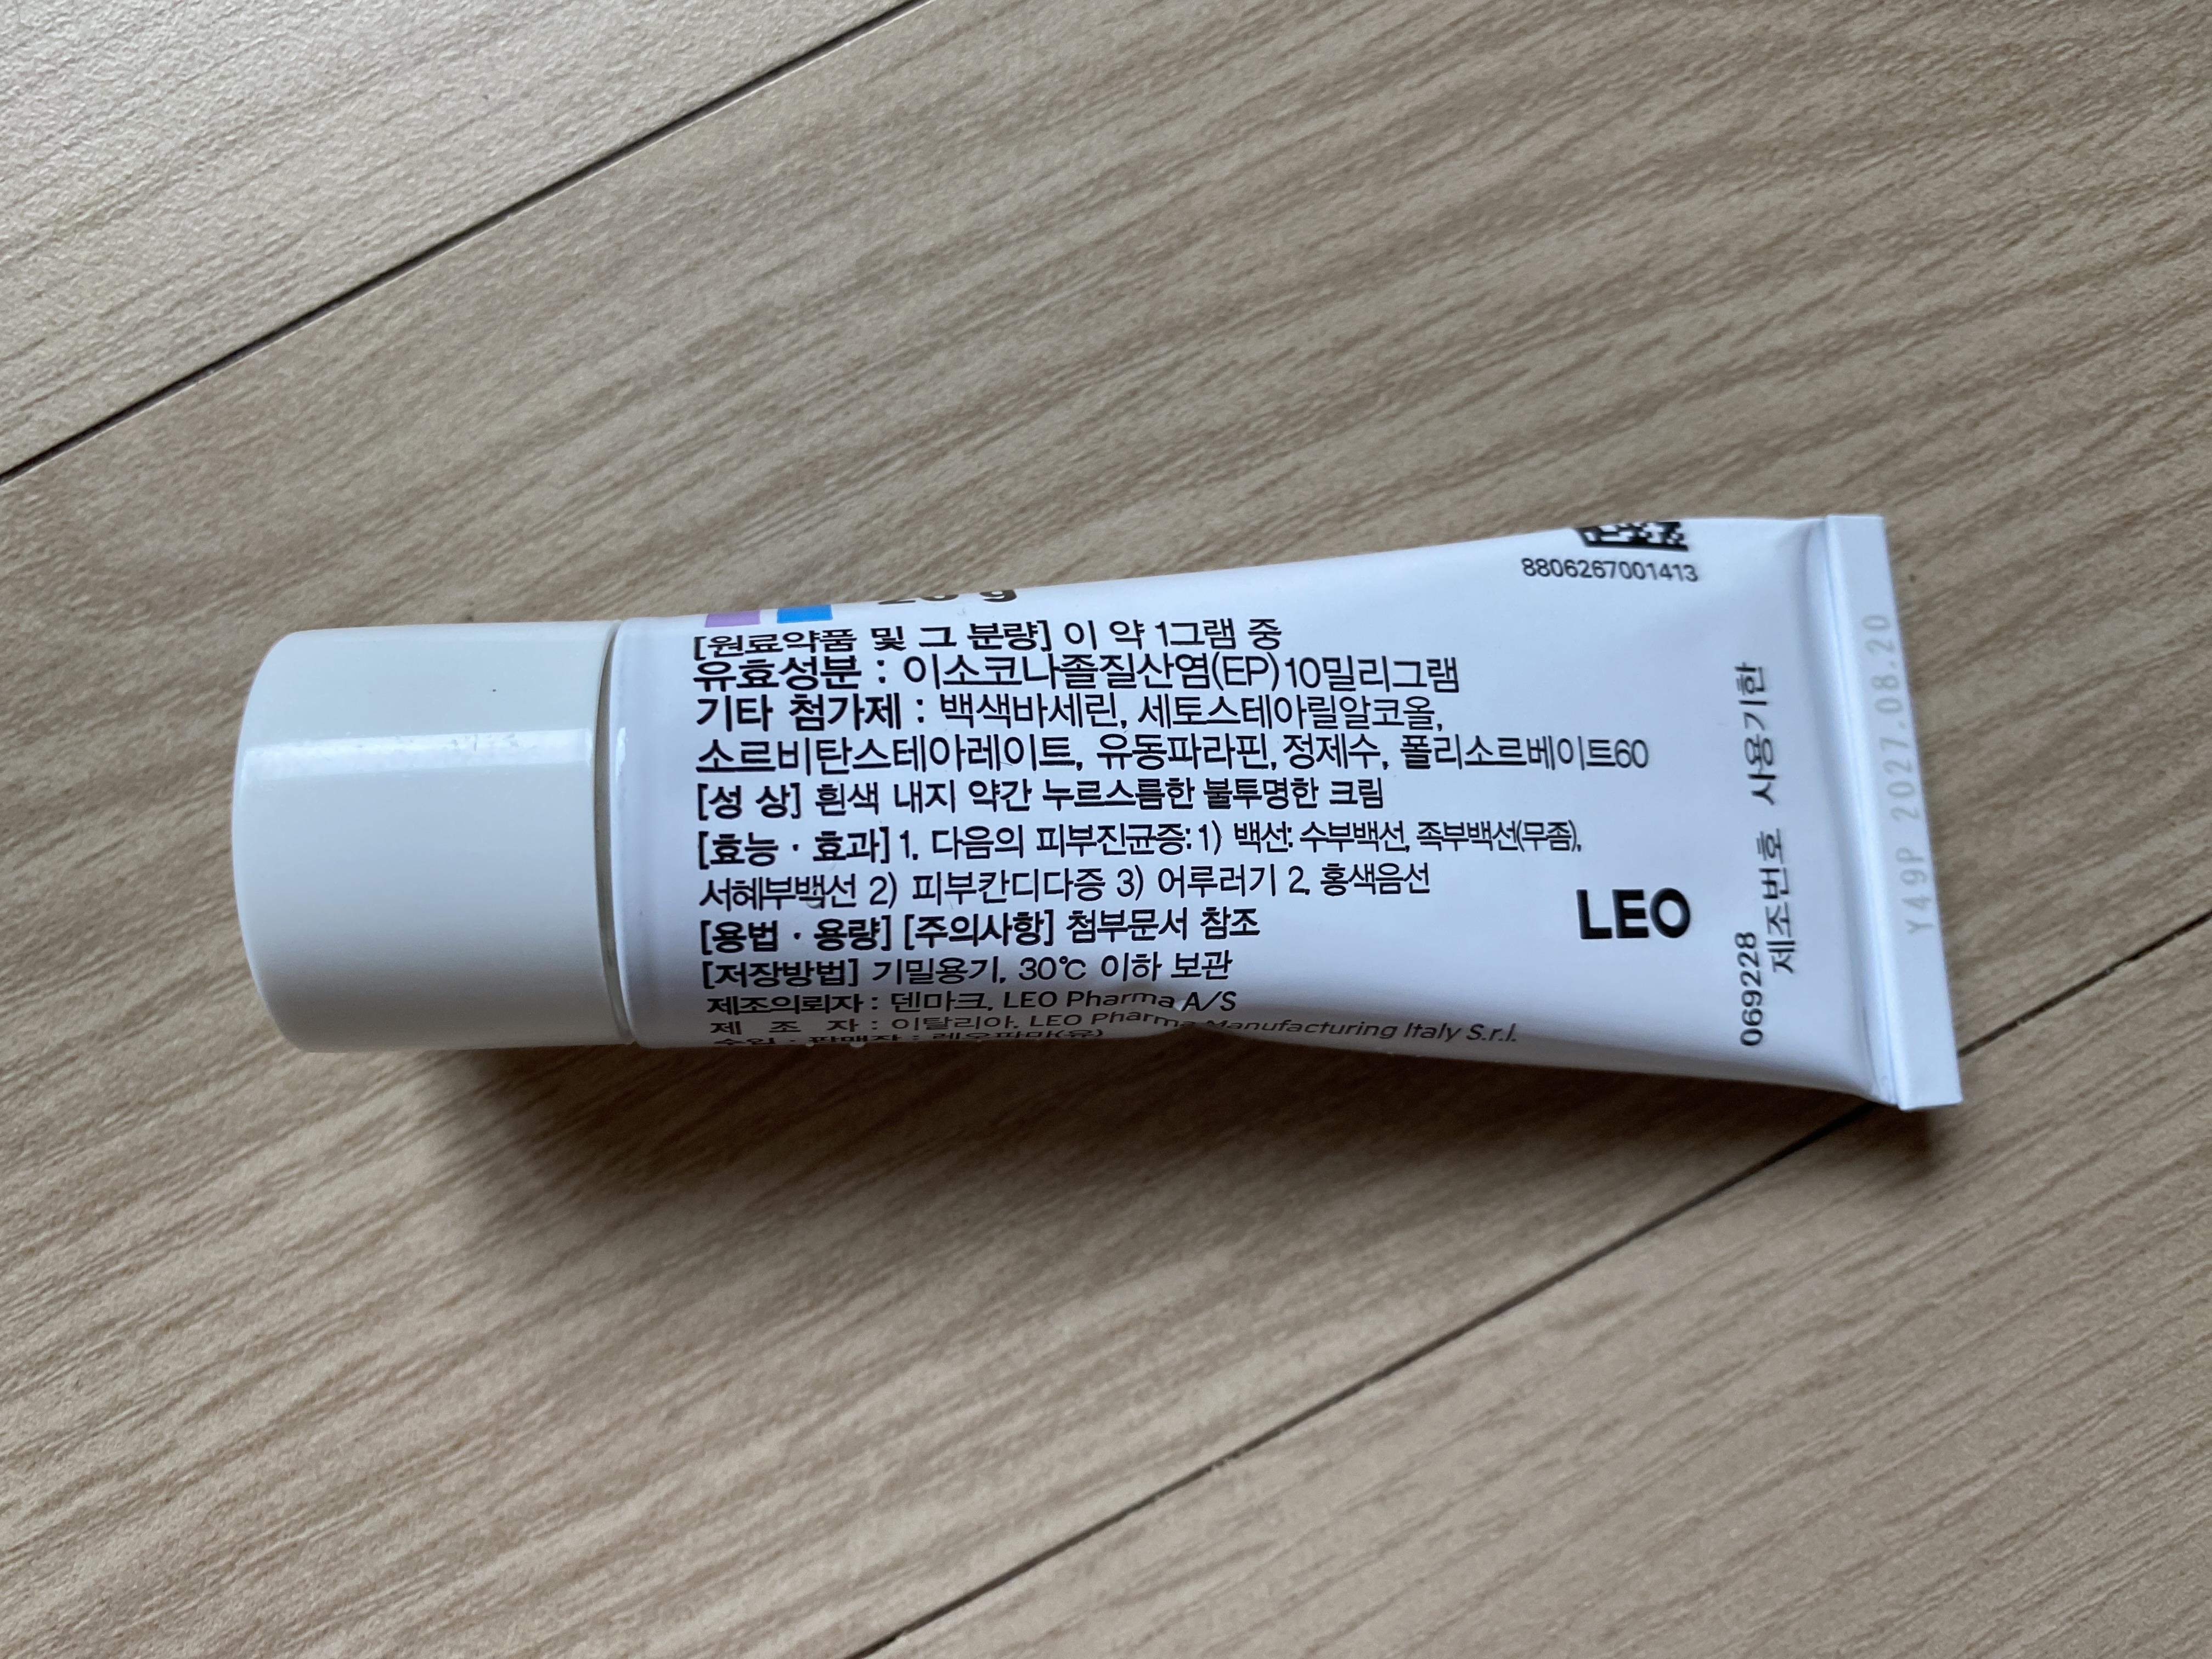 8806267001413
[원료약품 및 그 분량] 이 약 1그램 중
유효성분 : 이소코나졸질산염(EP)10밀리그램
기타 첨가제 : 백색바세린, 세토스테아릴알코올,
소르비탄스테아레이트, 유동파라핀, 정제수, 폴리소르베이트60
[성 상] 흰색 내지 약간 누르스름한 불투명한 크림
[효능 · 효과] 1. 다음의 피부진균증: 1) 백선: 수부백선, 족부백선(무좀),
서혜부백선 2) 피부칸디다증 3) 어루러기 2. 홍색음선
[용법 · 용량] [주의사항] 첨부문서 참조
[저장방법] 기밀용기, 30℃ 이하 보관
제조의뢰자 : 덴마크, LEO Pharma A/S
제 조 자 : 이탈리아, LEO Pharma Manufacturing Italy S.r.l.
수입 · 판매자 : 레오파마(유)
LEO
069228
제조번호 사용기한
Y49P 2027.08.20